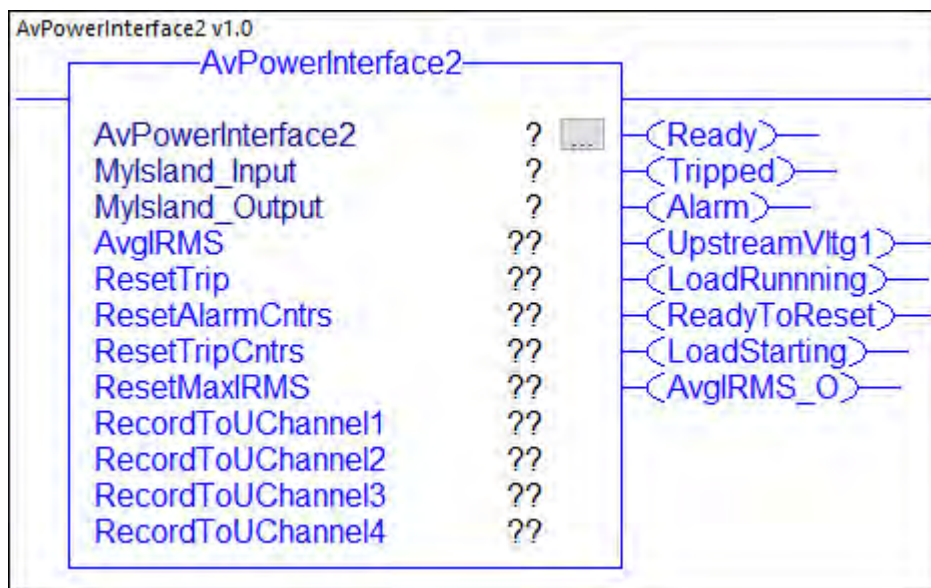 AvPowerInterface2 v1.0
AvPowerInterface2
AvPowerInterface2 ? ... Ready
MyIsland_Input ? Tripped
MyIsland_Output ? Alarm
AvgIRMS ?? UpstreamVltg1
ResetTrip ?? LoadRunnning
ResetAlarmCntrs ?? ReadyToReset
ResetTripCntrs ?? LoadStarting
ResetMaxIRMS ?? AvgIRMS_O
RecordToUChannel1 ??
RecordToUChannel2 ??
RecordToUChannel3 ??
RecordToUChannel4 ??